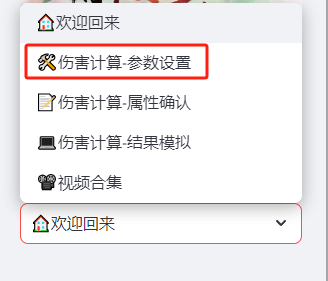 🏠欢迎回来
🛠伤害计算-参数设置
📝伤害计算-属性确认
💻伤害计算-结果模拟
📽视频合集
🏠欢迎回来